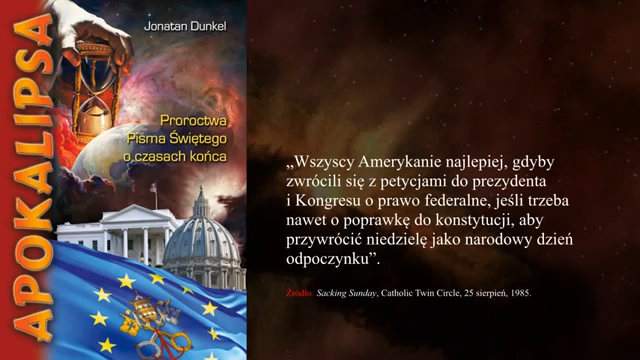 Jonatan Dunkel
APOKALIPSA
Proroctwa
Pisma Świętego
o czasach końca
„Wszyscy Amerykanie najlepiej, gdyby
zwrócili się z petycjami do prezydenta
i Kongresu o prawo federalne, jeśli trzeba
nawet o poprawkę do konstytucji, aby
przywrócić niedzielę jako narodowy dzień
odpoczynku”.
Źródło: Sacking Sunday, Catholic Twin Circle, 25 sierpień, 1985.